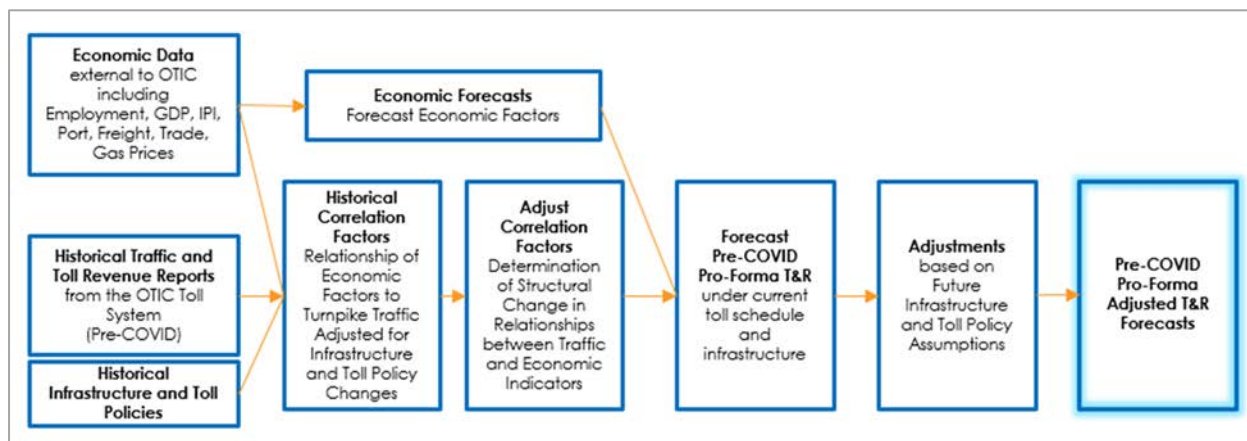 Economic Data
external to OTIC
including
Employment, GDP, IPI,
Port, Freight, Trade,
Gas Prices
Economic Forecasts
Forecast Economic Factors
Historical Traffic and
Toll Revenue Reports
from the OTIC Toll
System
(Pre-COVID)
Historical
Infrastructure and Toll
Policies
Historical
Correlation
Factors
Relationship of
Economic
Factors to
Turnpike Traffic
Adjusted for
Infrastructure
and Toll Policy
Changes
Adjust
Correlation
Factors
Determination
of Structural
Change in
Relationships
between Traffic
and Economic
Indicators
Forecast
Pre-COVID
Pro-Forma T&R
under current
toll schedule
and
infrastructure
Adjustments
based on
Future
Infrastructure
and Toll Policy
Assumptions
Pre-COVID
Pro-Forma
Adjusted T&R
Forecasts